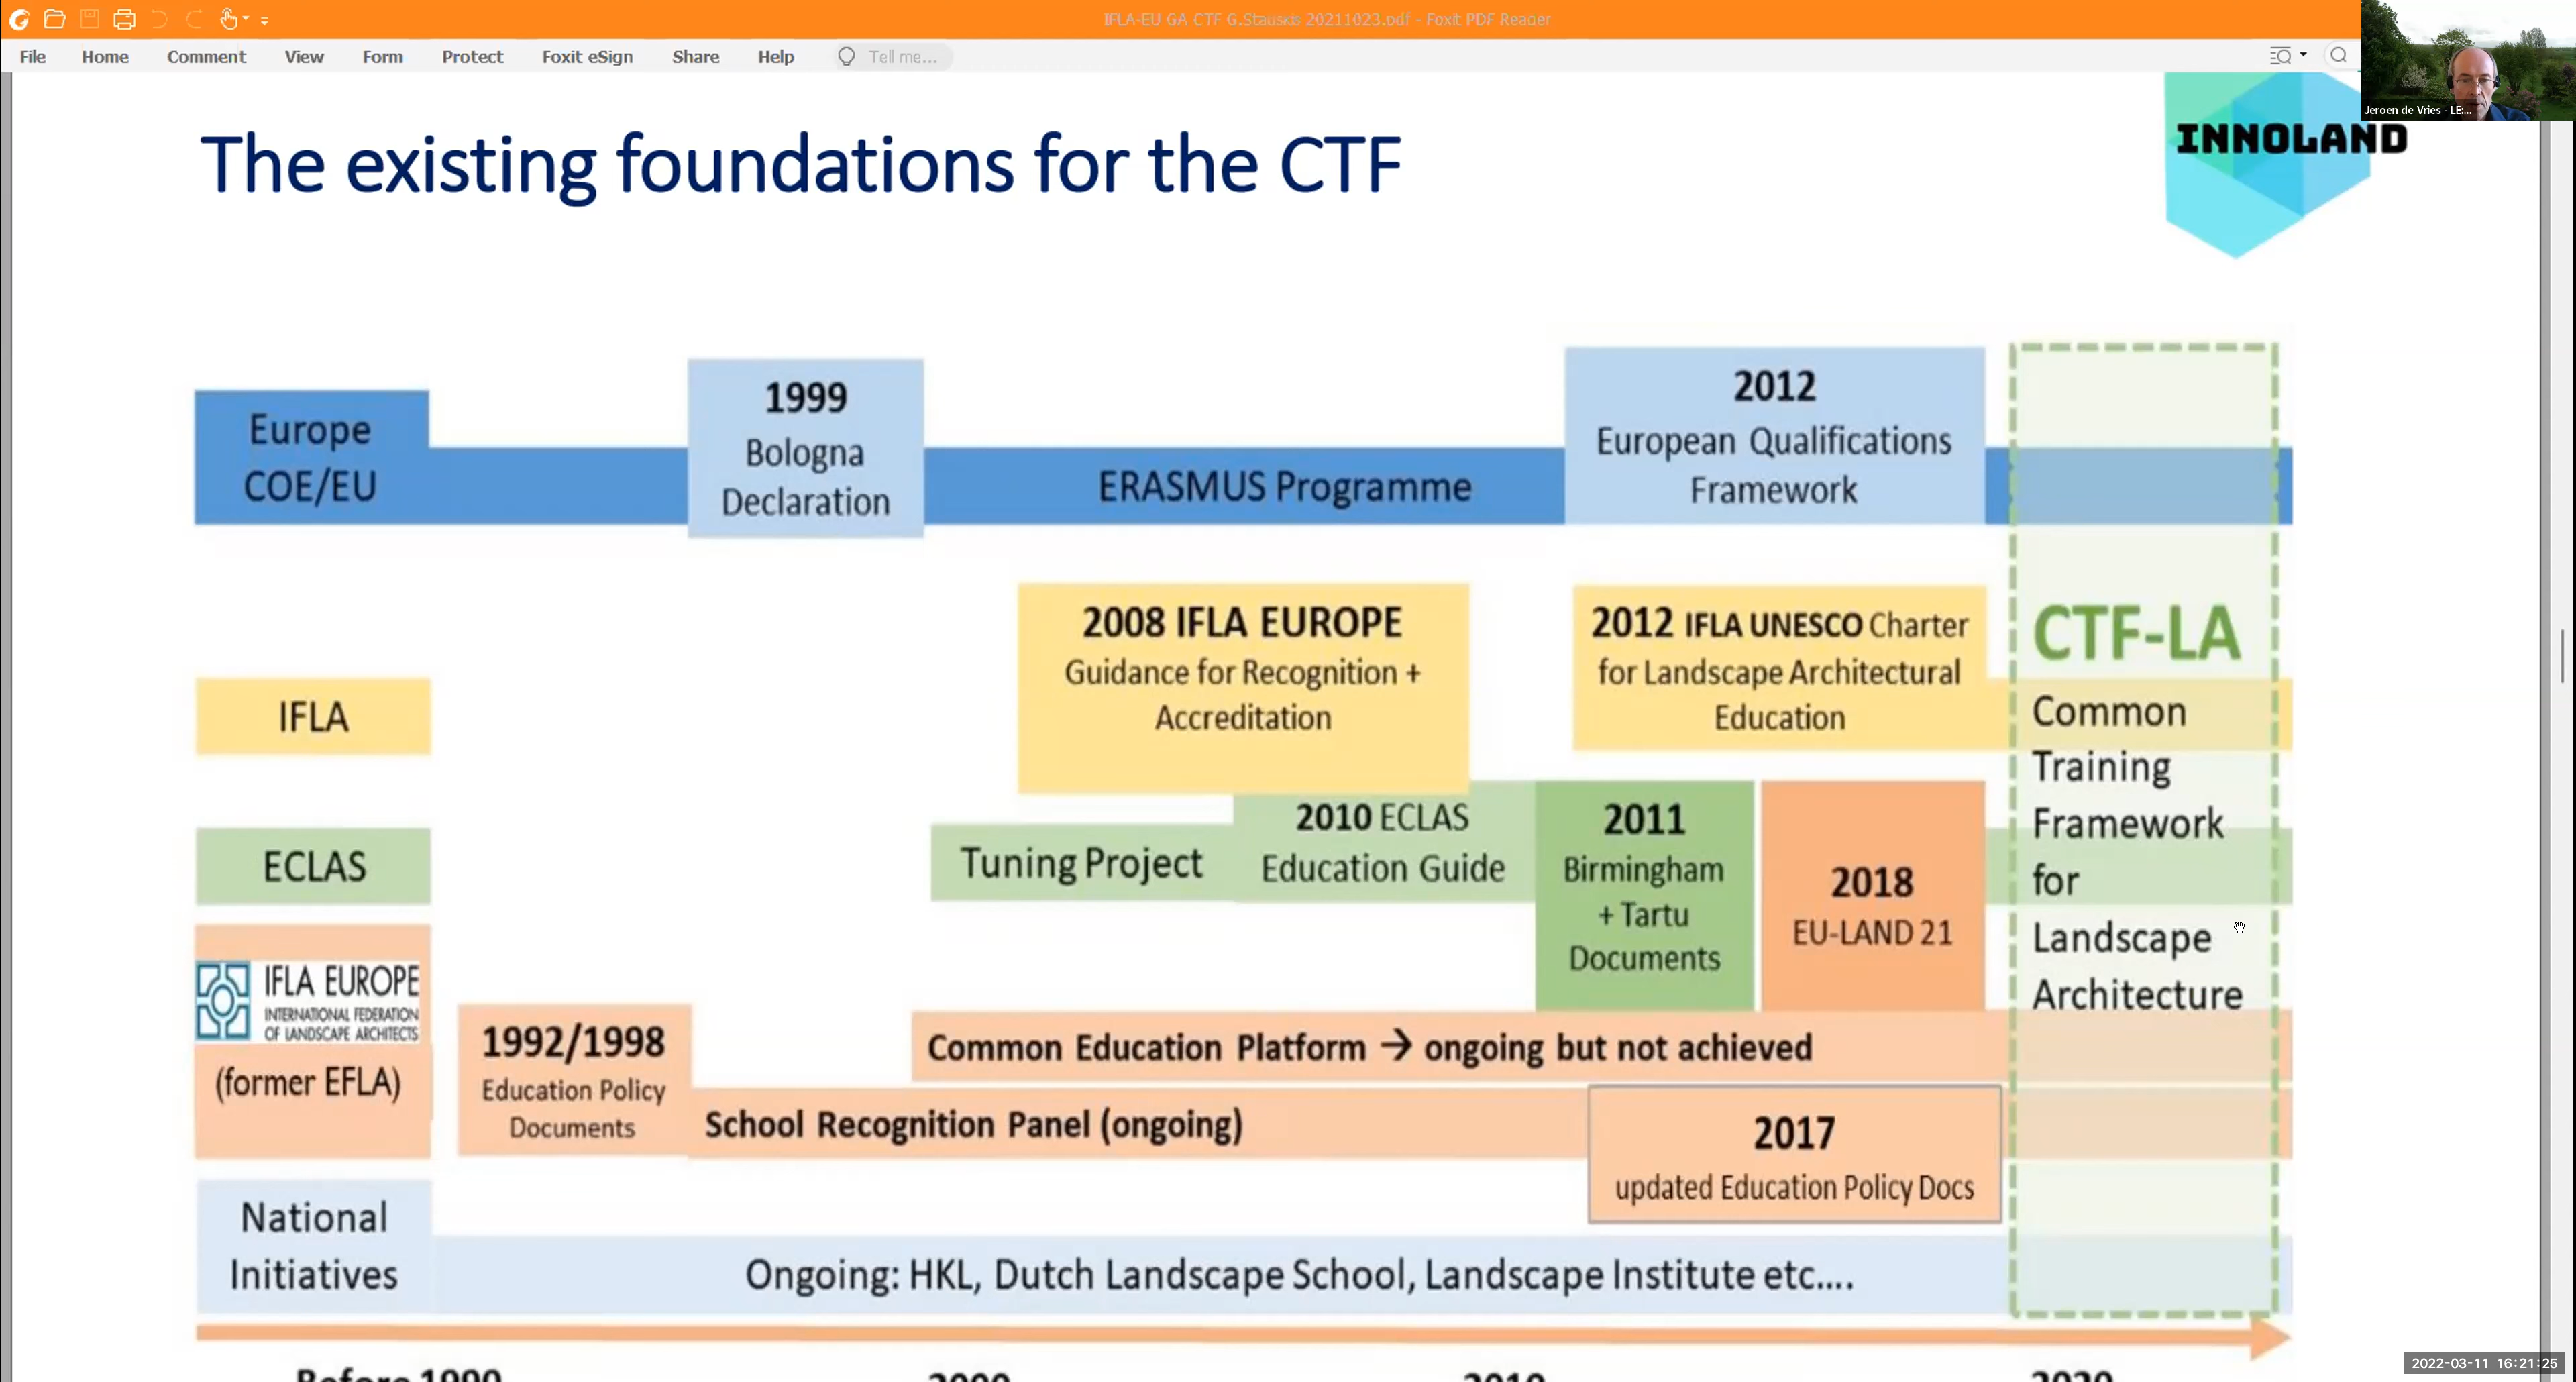 IFLA-EU GA CTF G.Stauskis 20211023.pdf - Foxit PDF Reader
File Home Comment View Form Protect Foxit eSign Share Help Tell me...
Jeroen de Vries - LE:...
The existing foundations for the CTF
INNOLAND
Europe
COE/EU
1999
Bologna
Declaration
ERASMUS Programme
2012
European Qualifications
Framework
IFLA
2008 IFLA EUROPE
Guidance for Recognition +
Accreditation
2012 IFLA UNESCO Charter
for Landscape Architectural
Education
ECLAS
Tuning Project
2010 ECLAS
Education Guide
2011
Birmingham
+ Tartu
Documents
2018
EU-LAND 21
IFLA EUROPE
INTERNATIONAL FEDERATION
OF LANDSCAPE ARCHITECTS
(former EFLA)
1992/1998
Education Policy
Documents
Common Education Platform → ongoing but not achieved
School Recognition Panel (ongoing)
2017
updated Education Policy Docs
National
Initiatives
Ongoing: HKL, Dutch Landscape School, Landscape Institute etc....
CTF-LA
Common
Training
Framework
for
Landscape
Architecture
Before 1990 2000 2010 2020
2022-03-11 16:21:25